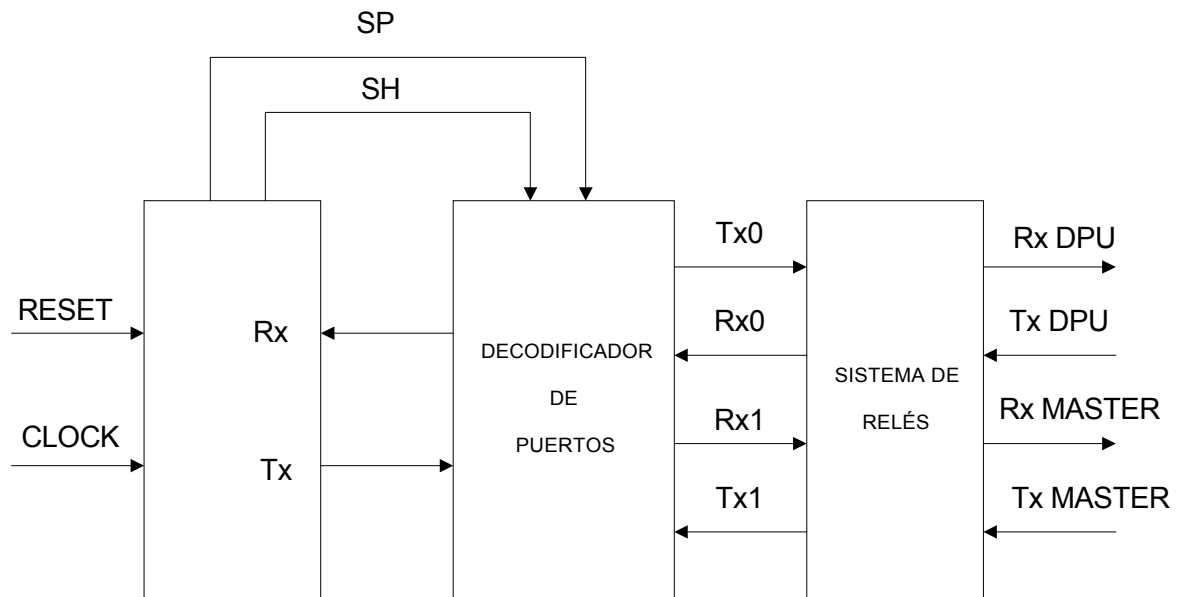 SP
SH
RESET
CLOCK
Rx
Tx
DECODIFICADOR
DE
PUERTOS
Tx0
Rx0
Rx1
Tx1
SISTEMA DE
RELÉS
Rx DPU
Tx DPU
Rx MASTER
Tx MASTER